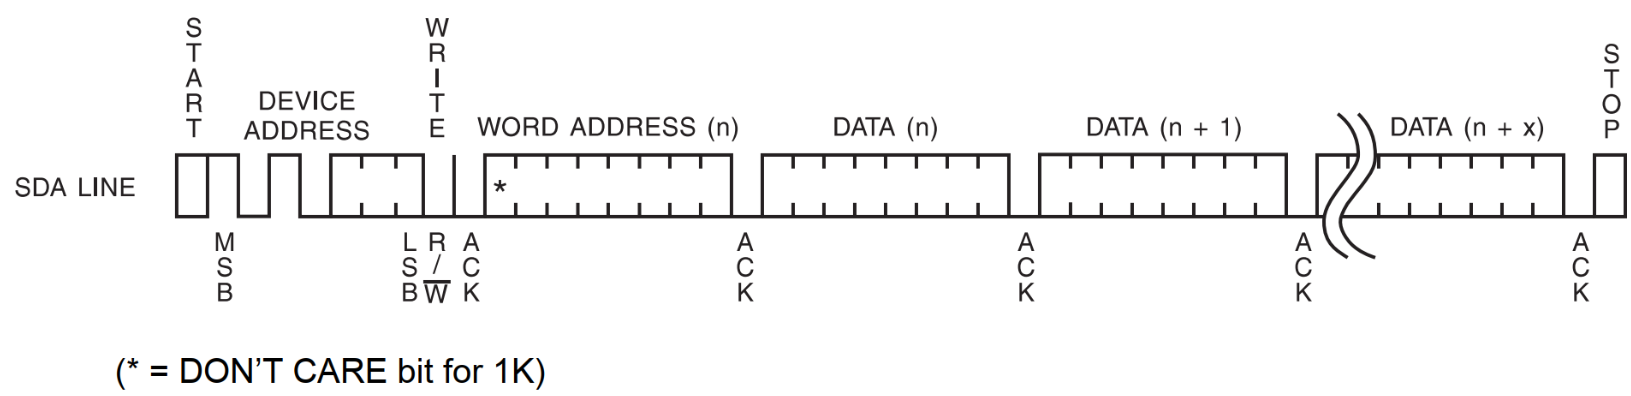 START
WRITE
STOP
DEVICE
ADDRESS
WORD ADDRESS (n)
DATA (n)
DATA (n + 1)
DATA (n + x)
SDA LINE
*
MSB
LSB
R/W
ACK
ACK
ACK
ACK
ACK
(* = DON'T CARE bit for 1K)